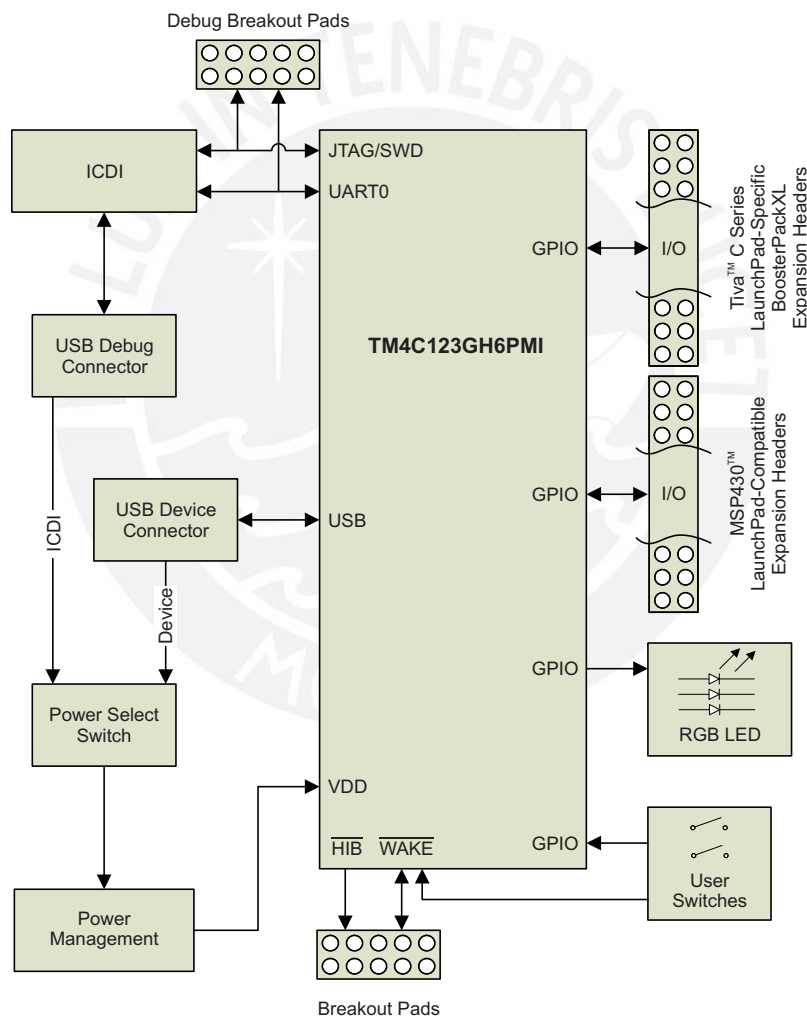 Debug Breakout Pads
ICDI
JTAG/SWD
UART0
GPIO
I/O
Tiva™ C Series
LaunchPad-Specific
BoosterPackXL
Expansion Headers
USB Debug
Connector
TM4C123GH6PMI
GPIO
I/O
MSP430™
LaunchPad-Compatible
Expansion Headers
USB Device
Connector
USB
ICDI
Device
GPIO
RGB LED
Power Select
Switch
VDD
HIB
WAKE
GPIO
User
Switches
Power
Management
Breakout Pads
IN TENEBRIS